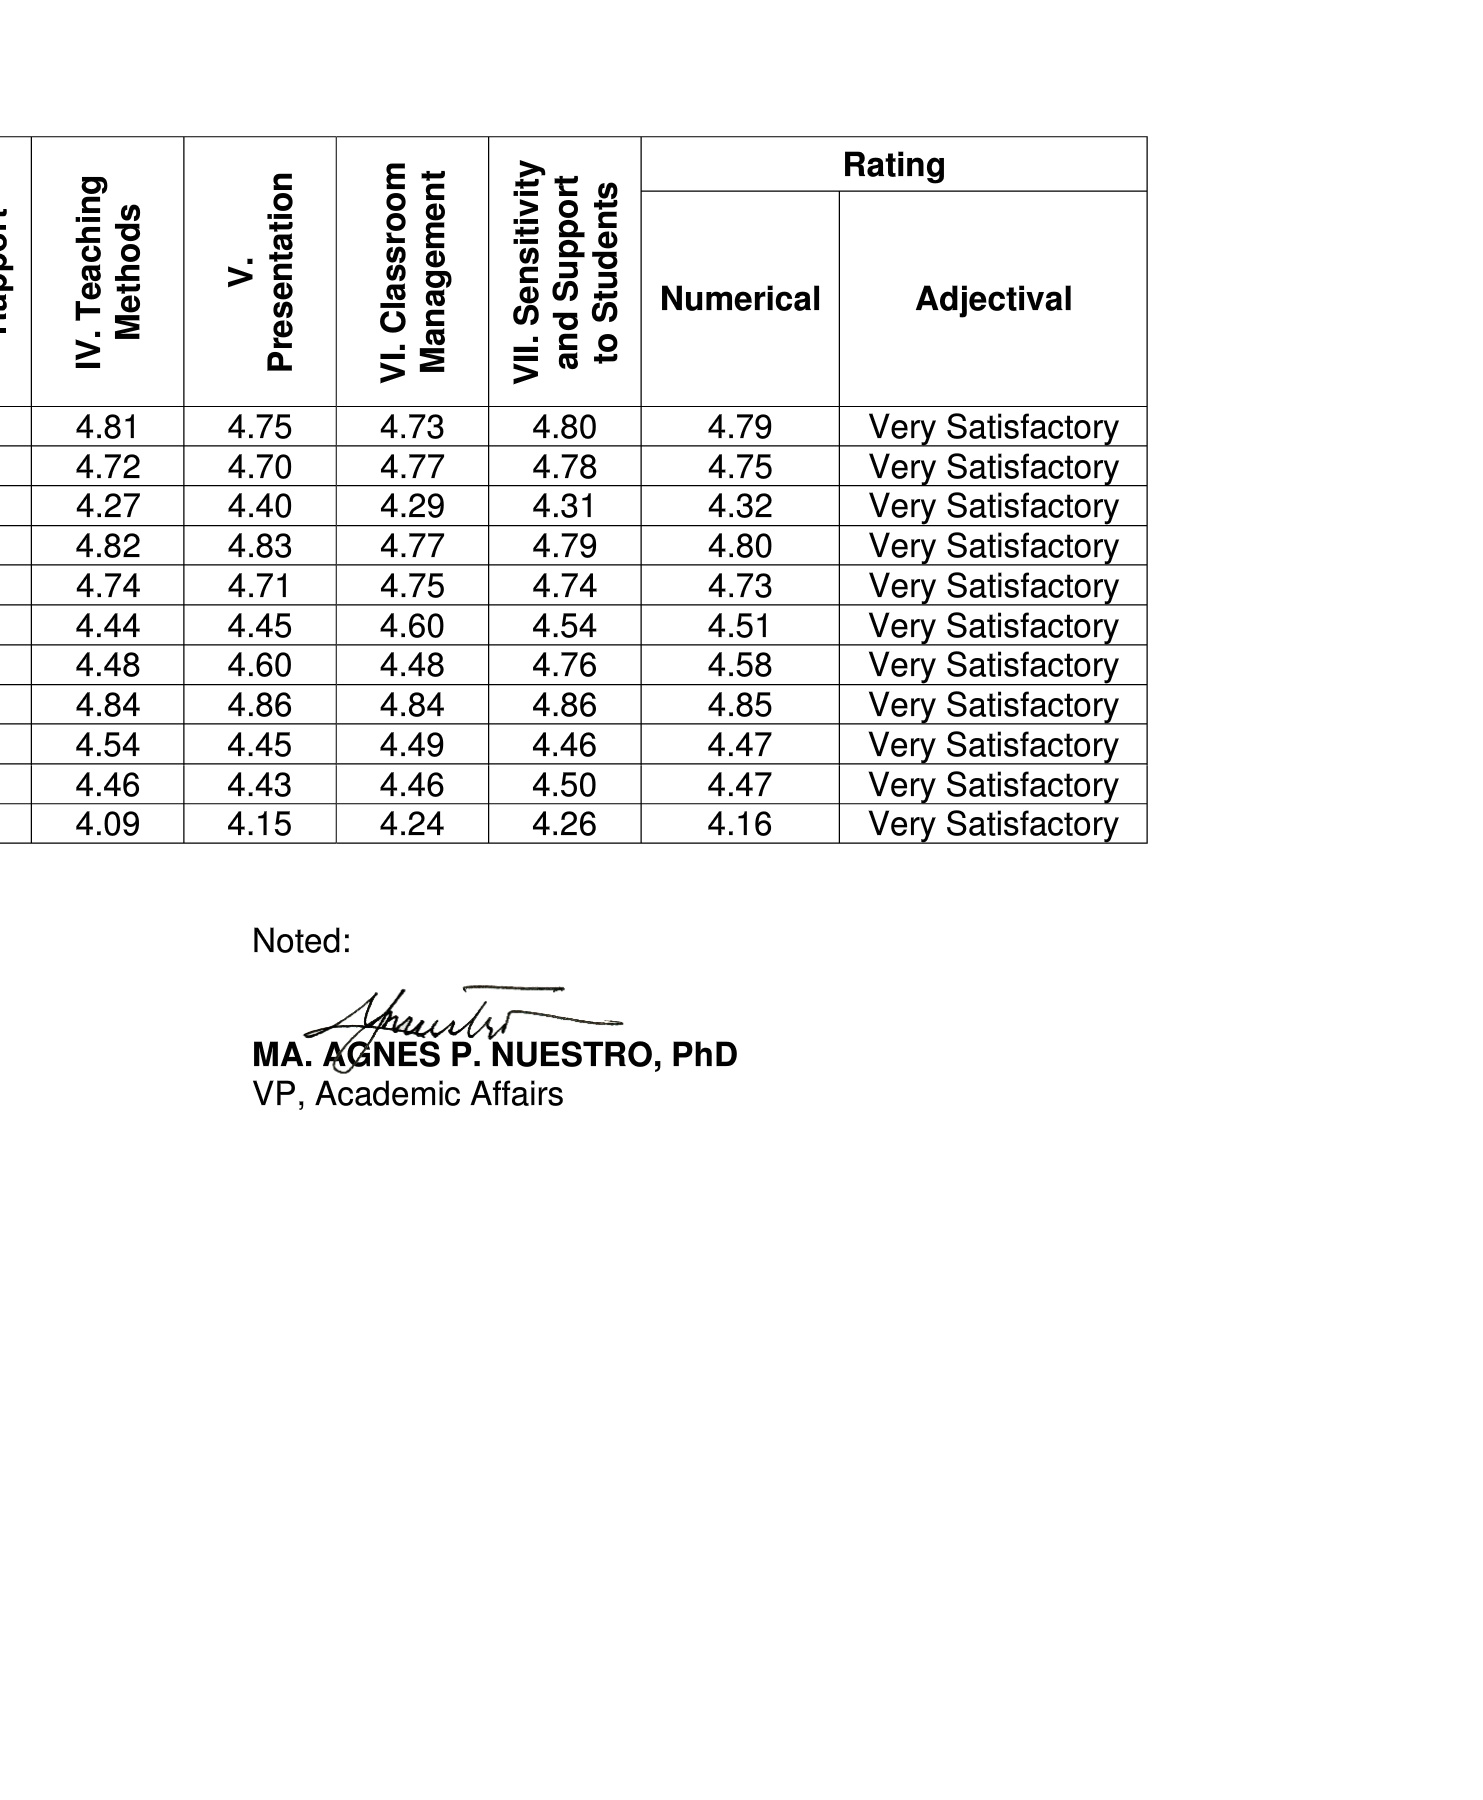 Rapport
IV. Teaching
Methods
V.
Presentation
VI. Classroom
Management
VII. Sensitivity
and Support
to Students
Rating
Numerical
Adjectival
4.81 4.75 4.73 4.80 4.79 Very Satisfactory
4.72 4.70 4.77 4.78 4.75 Very Satisfactory
4.27 4.40 4.29 4.31 4.32 Very Satisfactory
4.82 4.83 4.77 4.79 4.80 Very Satisfactory
4.74 4.71 4.75 4.74 4.73 Very Satisfactory
4.44 4.45 4.60 4.54 4.51 Very Satisfactory
4.48 4.60 4.48 4.76 4.58 Very Satisfactory
4.84 4.86 4.84 4.86 4.85 Very Satisfactory
4.54 4.45 4.49 4.46 4.47 Very Satisfactory
4.46 4.43 4.46 4.50 4.47 Very Satisfactory
4.09 4.15 4.24 4.26 4.16 Very Satisfactory
Noted:
MA. AGNES P. NUESTRO, PhD
VP, Academic Affairs